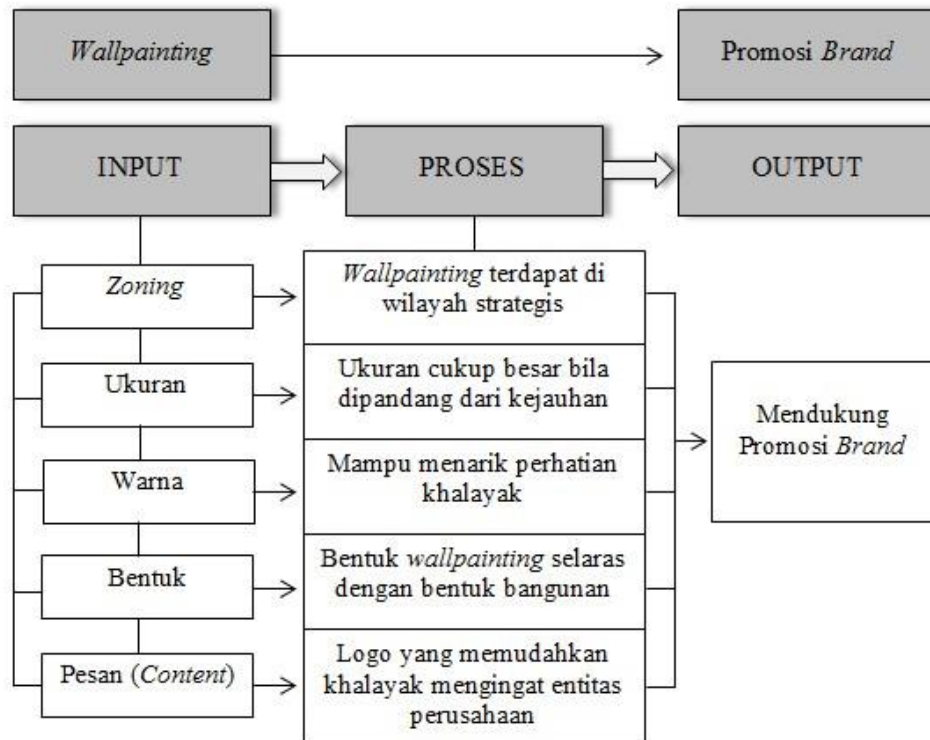 Wallpainting
Promosi Brand
INPUT
PROSES
OUTPUT
Zoning
Wallpainting terdapat di
wilayah strategis
Ukuran
Ukuran cukup besar bila
dipandang dari kejauhan
Warna
Mampu menarik perhatian
khalayak
Bentuk
Bentuk wallpainting selaras
dengan bentuk bangunan
Pesan (Content)
Logo yang memudahkan
khalayak mengingat entitas
perusahaan
Mendukung
Promosi Brand